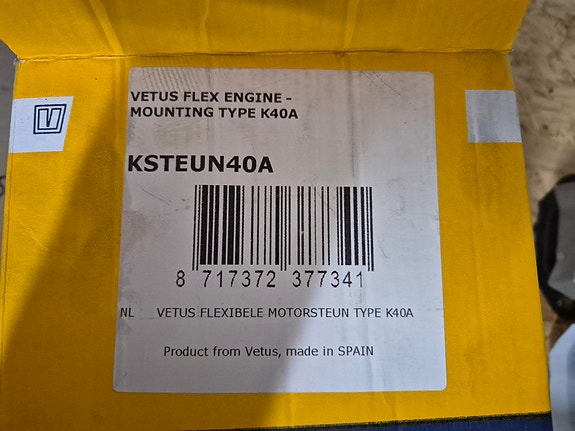 VETUS FLEX ENGINE -
MOUNTING TYPE K40A
KSTEUN40A
8 717372 377341
NL VETUS FLEXIBELE MOTORSTEUN TYPE K40A
Product from Vetus, made in SPAIN